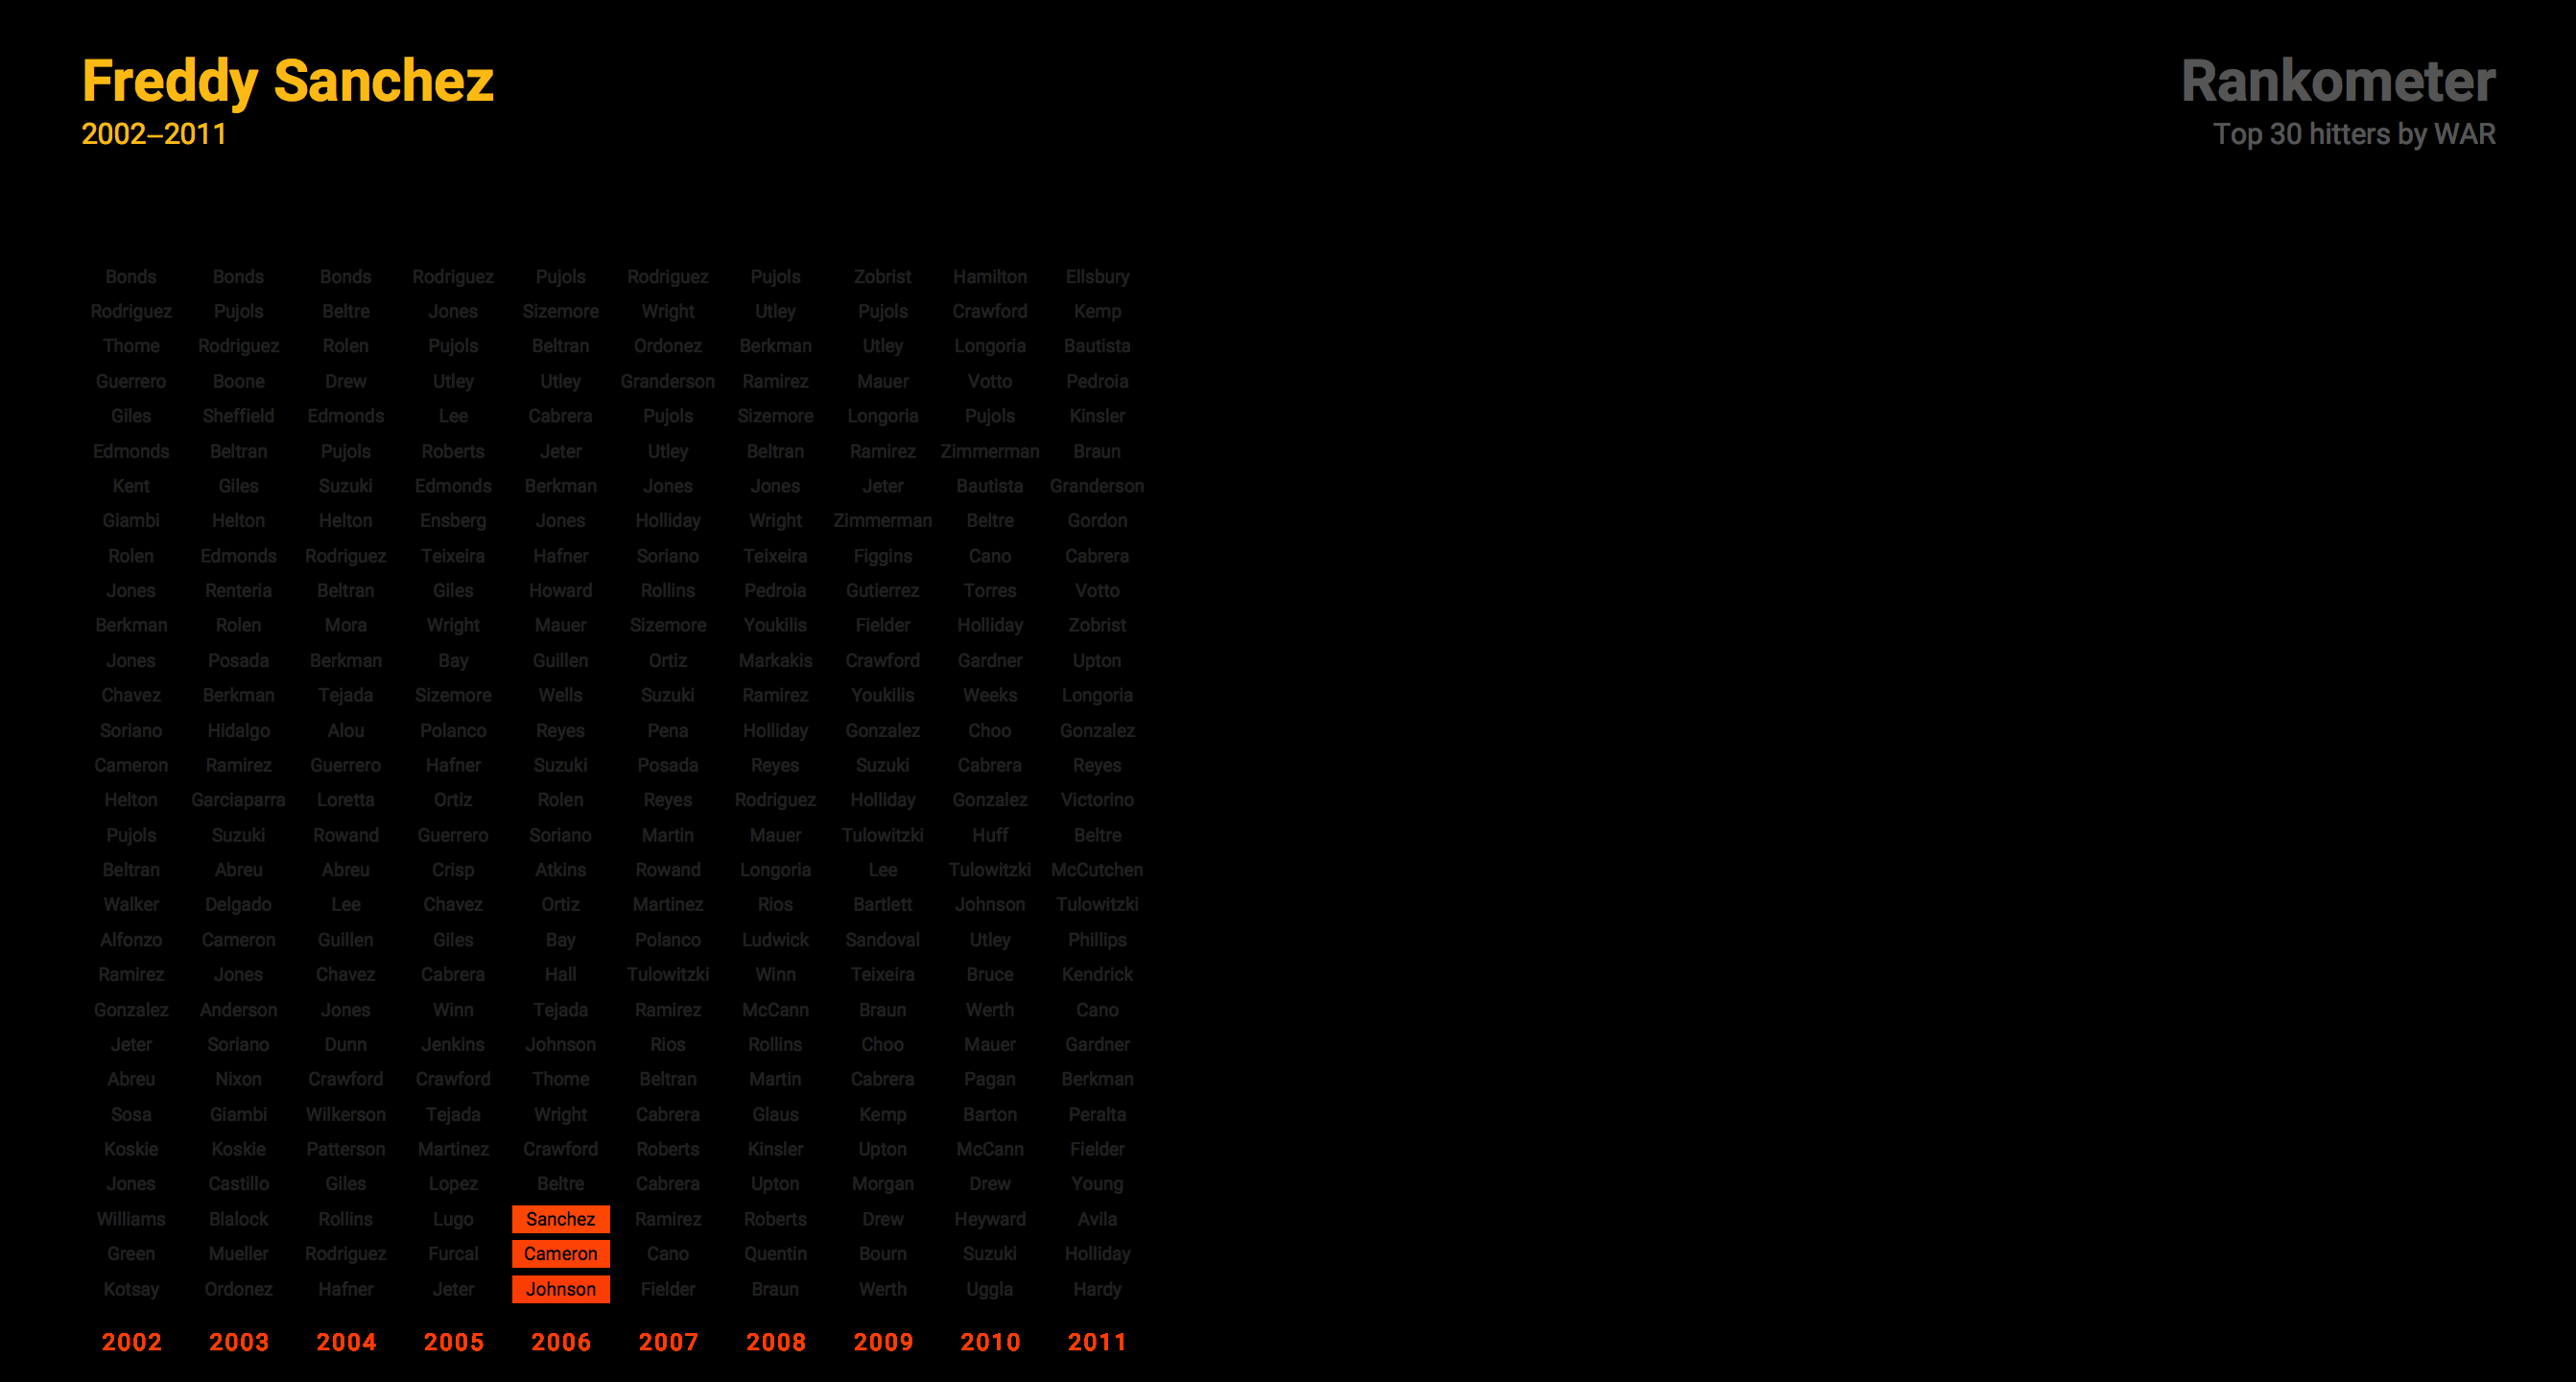 Freddy Sanchez
2002–2011
Rankometer
Top 30 hitters by WAR
Bonds Bonds Bonds Rodriguez Pujols Rodriguez Pujols Zobrist Hamilton Ellsbury
Rodriguez Pujols Beltre Jones Sizemore Wright Utley Pujols Crawford Kemp
Thome Rodriguez Rolen Pujols Beltran Ordonez Berkman Utley Longoria Bautista
Guerrero Boone Drew Utley Utley Granderson Ramirez Mauer Votto Pedroia
Giles Sheffield Edmonds Lee Cabrera Pujols Sizemore Longoria Pujols Kinsler
Edmonds Beltran Pujols Roberts Jeter Utley Beltran Ramirez Zimmerman Braun
Kent Giles Suzuki Edmonds Berkman Jones Jones Jeter Bautista Granderson
Giambi Helton Helton Ensberg Jones Holliday Wright Zimmerman Beltre Gordon
Rolen Edmonds Rodriguez Teixeira Hafner Soriano Teixeira Figgins Cano Cabrera
Jones Renteria Beltran Giles Howard Rollins Pedroia Gutierrez Torres Votto
Berkman Rolen Mora Wright Mauer Sizemore Youkilis Fielder Holliday Zobrist
Jones Posada Berkman Bay Guillen Ortiz Markakis Crawford Gardner Upton
Chavez Berkman Tejada Sizemore Wells Suzuki Ramirez Youkilis Weeks Longoria
Soriano Hidalgo Alou Polanco Reyes Pena Holliday Gonzalez Choo Gonzalez
Cameron Ramirez Guerrero Hafner Suzuki Posada Reyes Suzuki Cabrera Reyes
Helton Garciaparra Loretta Ortiz Rolen Reyes Rodriguez Holliday Gonzalez Victorino
Pujols Suzuki Rowand Guerrero Soriano Martin Mauer Tulowitzki Huff Beltre
Beltran Abreu Abreu Crisp Atkins Rowand Longoria Lee Tulowitzki McCutchen
Walker Delgado Lee Chavez Ortiz Martinez Rios Bartlett Johnson Tulowitzki
Alfonzo Cameron Guillen Giles Bay Polanco Ludwick Sandoval Utley Phillips
Ramirez Jones Chavez Cabrera Hall Tulowitzki Winn Teixeira Bruce Kendrick
Gonzalez Anderson Jones Winn Tejada Ramirez McCann Braun Werth Cano
Jeter Soriano Dunn Jenkins Johnson Rios Rollins Choo Mauer Gardner
Abreu Nixon Crawford Crawford Thome Beltran Martin Cabrera Pagan Berkman
Sosa Giambi Wilkerson Tejada Wright Cabrera Glaus Kemp Barton Peralta
Koskie Koskie Patterson Martinez Crawford Roberts Kinsler Upton McCann Fielder
Jones Castillo Giles Lopez Beltre Cabrera Upton Morgan Drew Young
Williams Blalock Rollins Lugo Sanchez Ramirez Roberts Drew Heyward Avila
Green Mueller Rodriguez Furcal Cameron Cano Quentin Bourn Suzuki Holliday
Kotsay Ordonez Hafner Jeter Johnson Fielder Braun Werth Uggla Hardy
2002 2003 2004 2005 2006 2007 2008 2009 2010 2011